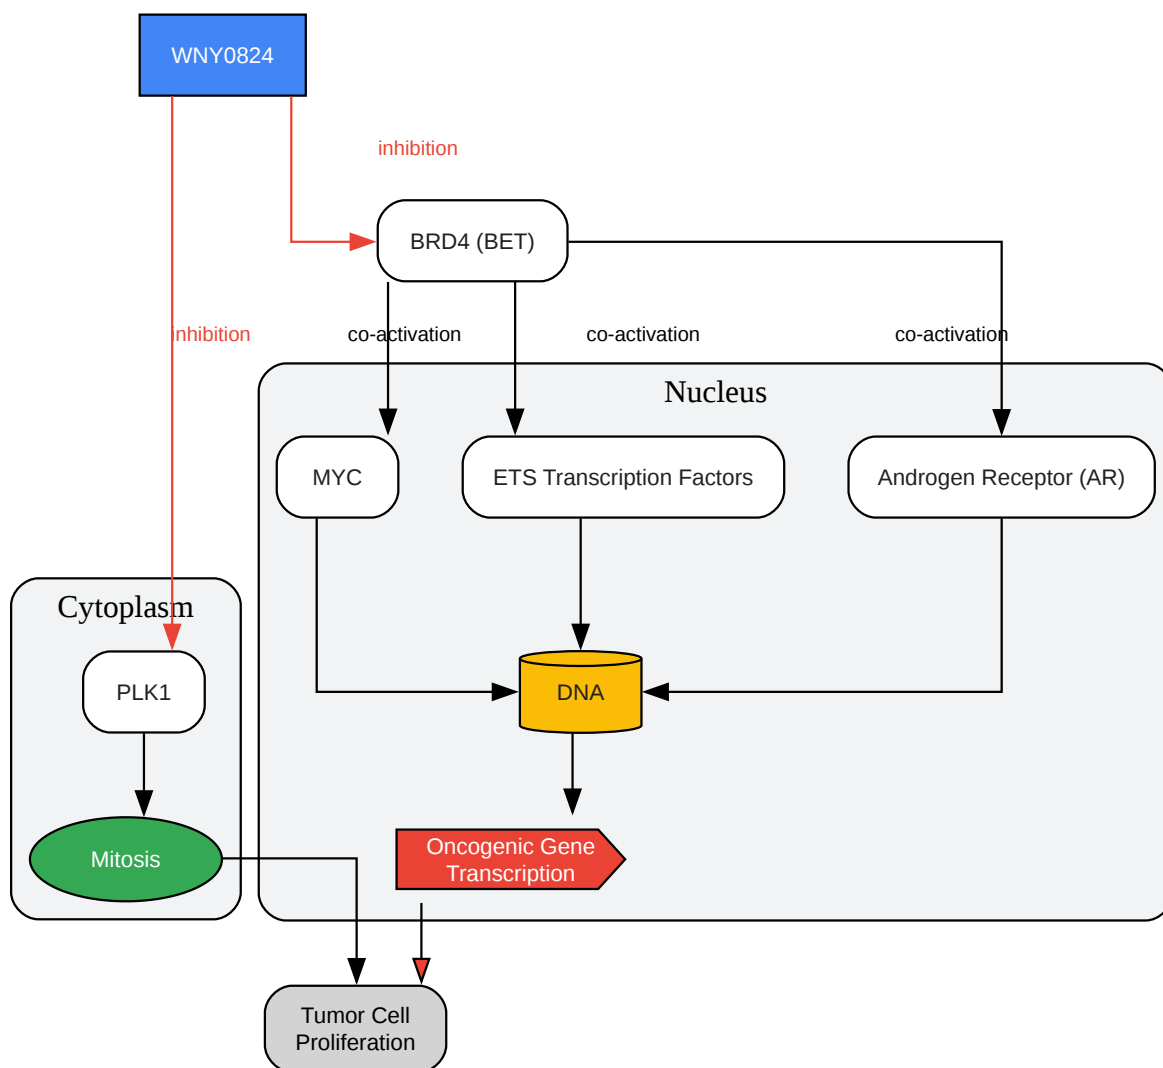 WNY0824
inhibition
BRD4 (BET)
inhibition
co-activation
co-activation
co-activation
Nucleus
MYC
ETS Transcription Factors
Androgen Receptor (AR)
Cytoplasm
PLK1
DNA
Mitosis
Oncogenic Gene
Transcription
Tumor Cell
Proliferation